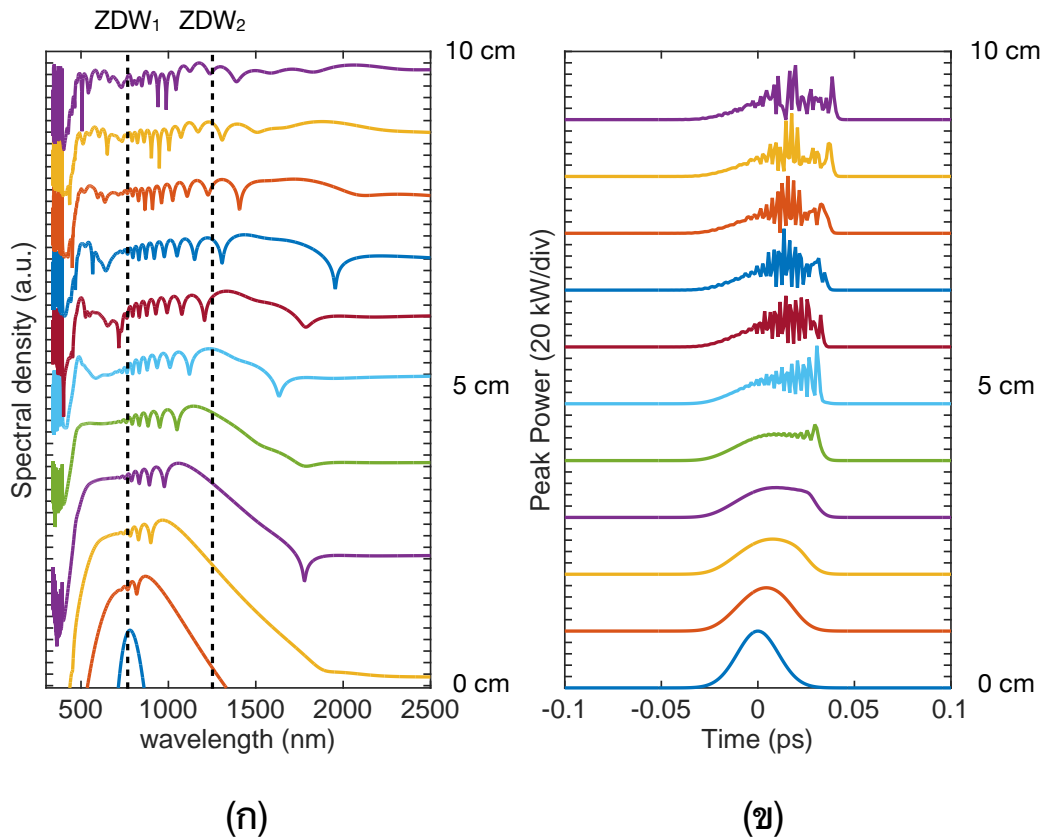 ZDW₁ ZDW₂
10 cm
5 cm
0 cm
Spectral density (a.u.)
500 1000 1500 2000 2500
wavelength (nm)
(ก)
10 cm
5 cm
0 cm
Peak Power (20 kW/div)
-0.1 -0.05 0 0.05 0.1
Time (ps)
(ข)